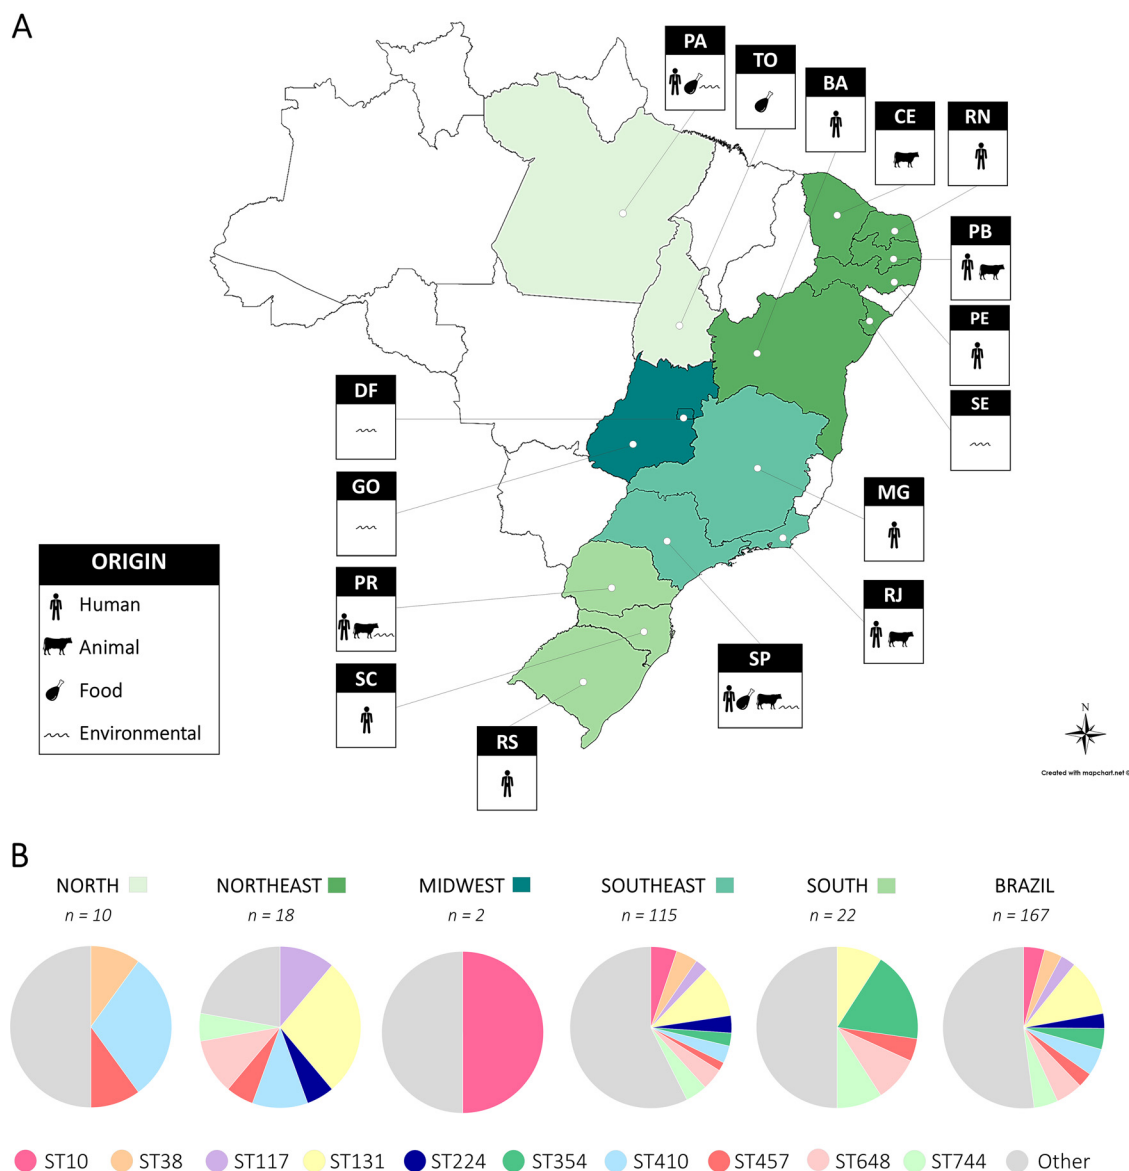 A
PA
TO
BA
CE
RN
PB
PE
SE
DF
GO
MG
RJ
PR
SC
SP
RS
ORIGIN
Human
Animal
Food
Environmental
N
Created with mapchart.net ©
B
NORTH
NORTHEAST
MIDWEST
SOUTHEAST
SOUTH
BRAZIL
n = 10
n = 18
n = 2
n = 115
n = 22
n = 167
ST10
ST38
ST117
ST131
ST224
ST354
ST410
ST457
ST648
ST744
Other